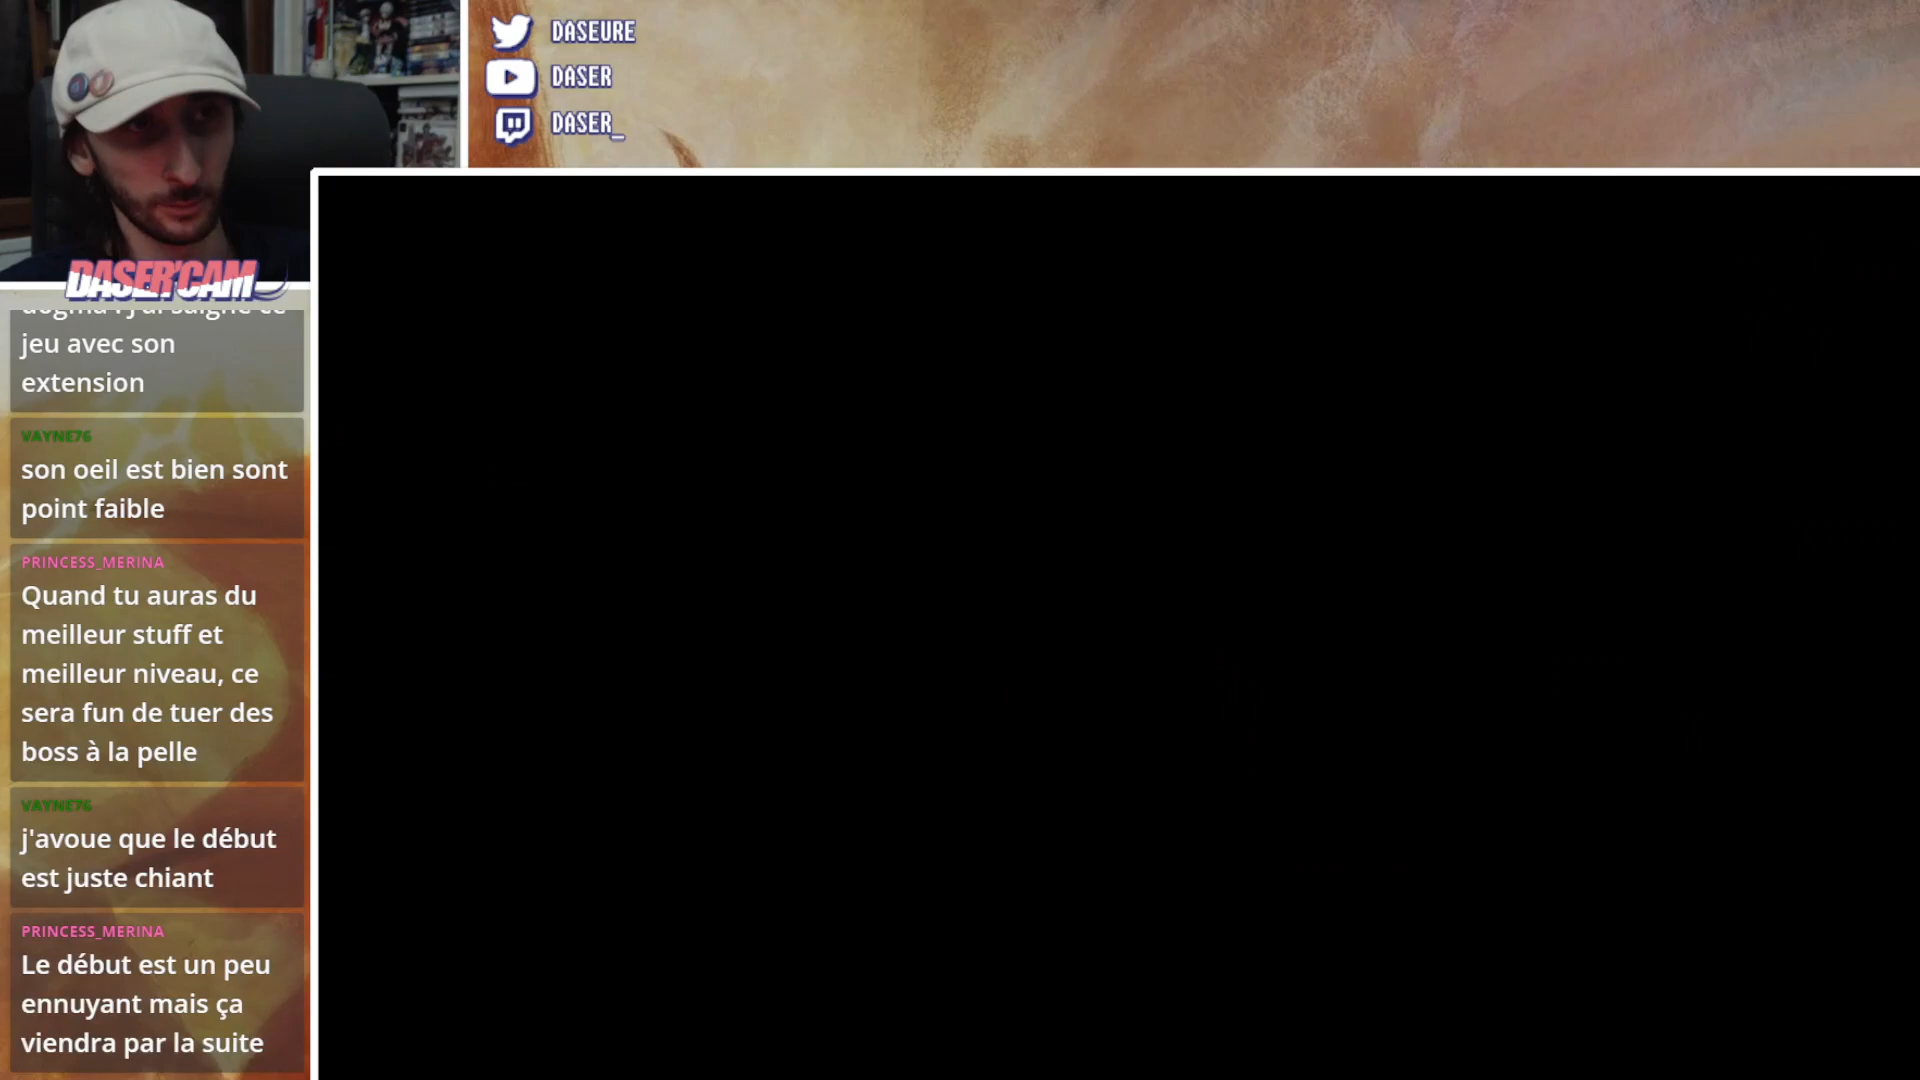 DASEURE
DASER
DASER_
DASER'CAM
jeu avec son
extension
VAYNE76
son oeil est bien sont
point faible
PRINCESS_MERINA
Quand tu auras du
meilleur stuff et
meilleur niveau, ce
sera fun de tuer des
boss à la pelle
VAYNE76
j'avoue que le début
est juste chiant
PRINCESS_MERINA
Le début est un peu
ennuyant mais ça
viendra par la suite